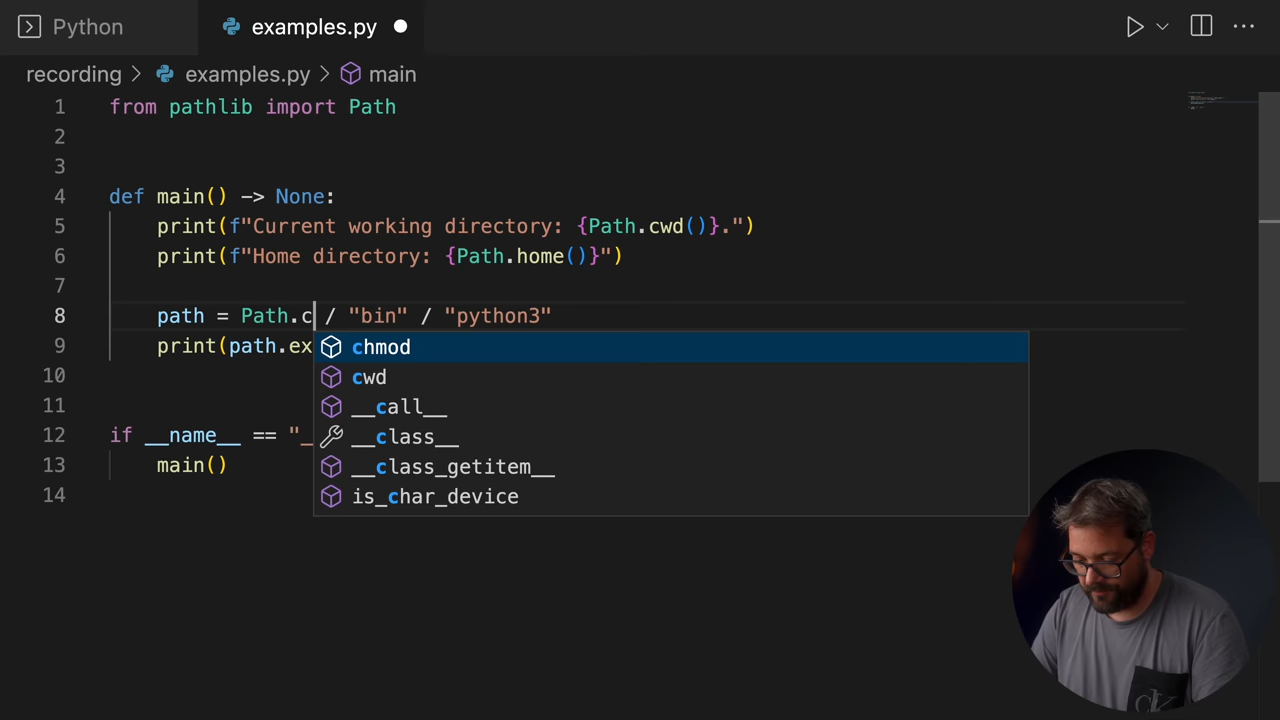 Python
examples.py
recording > examples.py > main
1 from pathlib import Path
2
3
4 def main() -> None:
5 print(f"Current working directory: {Path.cwd()}.")
6 print(f"Home directory: {Path.home()}")
7
8 path = Path.c / "bin" / "python3"
9 print(path.ex
chmod
cwd
__call__
__class__
__class_getitem__
is_char_device
10
11
12 if __name__ == "_
13 main()
14
CK